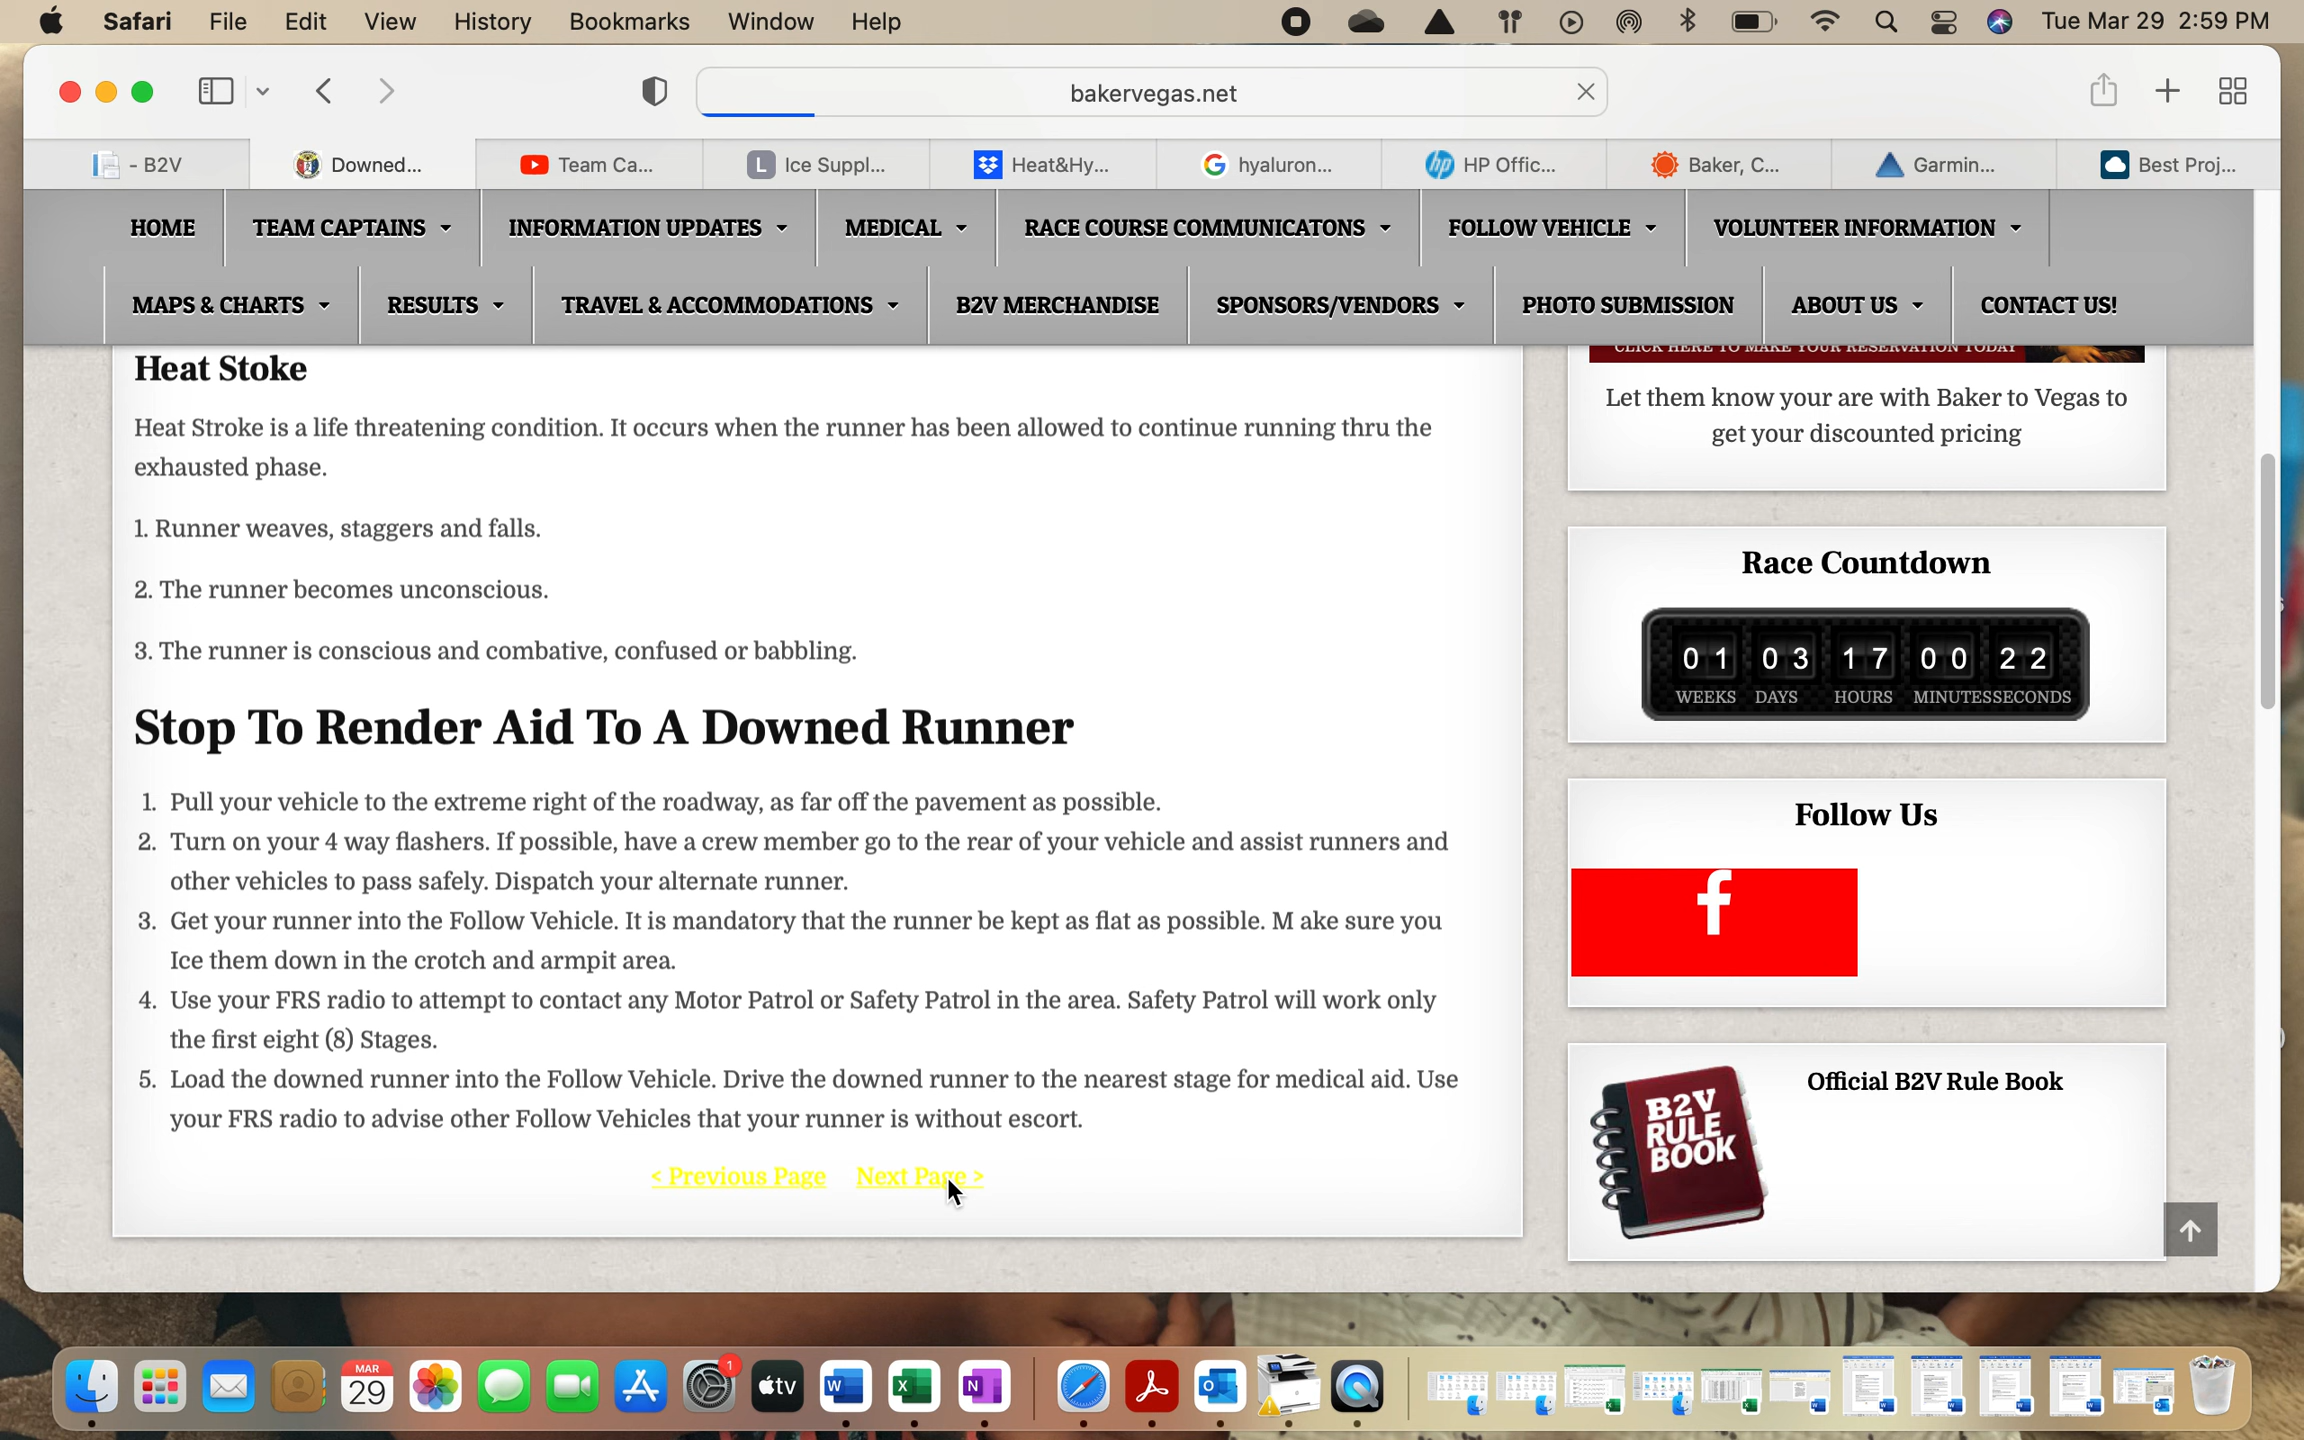 Safari File Edit View History Bookmarks Window Help Tue Mar 29 2:59 PM
bakervegas.net
- B2V Downed... Team Ca... L Ice Suppl... Heat&Hy... hyaluron... HP Offic... Baker, C... Garmin... Best Proj...
HOME TEAM CAPTAINS INFORMATION UPDATES MEDICAL RACE COURSE COMMUNICATONS FOLLOW VEHICLE VOLUNTEER INFORMATION
MAPS & CHARTS RESULTS TRAVEL & ACCOMMODATIONS B2V MERCHANDISE SPONSORS/VENDORS PHOTO SUBMISSION ABOUT US CONTACT US!
Heat Stoke
Heat Stroke is a life threatening condition. It occurs when the runner has been allowed to continue running thru the
exhausted phase.
1. Runner weaves, staggers and falls.
2. The runner becomes unconscious.
3. The runner is conscious and combative, confused or babbling.
Stop To Render Aid To A Downed Runner
1. Pull your vehicle to the extreme right of the roadway, as far off the pavement as possible.
2. Turn on your 4 way flashers. If possible, have a crew member go to the rear of your vehicle and assist runners and
other vehicles to pass safely. Dispatch your alternate runner.
3. Get your runner into the Follow Vehicle. It is mandatory that the runner be kept as flat as possible. M ake sure you
Ice them down in the crotch and armpit area.
4. Use your FRS radio to attempt to contact any Motor Patrol or Safety Patrol in the area. Safety Patrol will work only
the first eight (8) Stages.
5. Load the downed runner into the Follow Vehicle. Drive the downed runner to the nearest stage for medical aid. Use
your FRS radio to advise other Follow Vehicles that your runner is without escort.
< Previous Page Next Page >
CLICK HERE TO MAKE YOUR RESERVATION TODAY
Let them know your are with Baker to Vegas to
get your discounted pricing
Race Countdown
01 03 17 00 22
WEEKS DAYS HOURS MINUTES SECONDS
Follow Us
Official B2V Rule Book
B2V
RULE
BOOK
MAR
29
1
tv